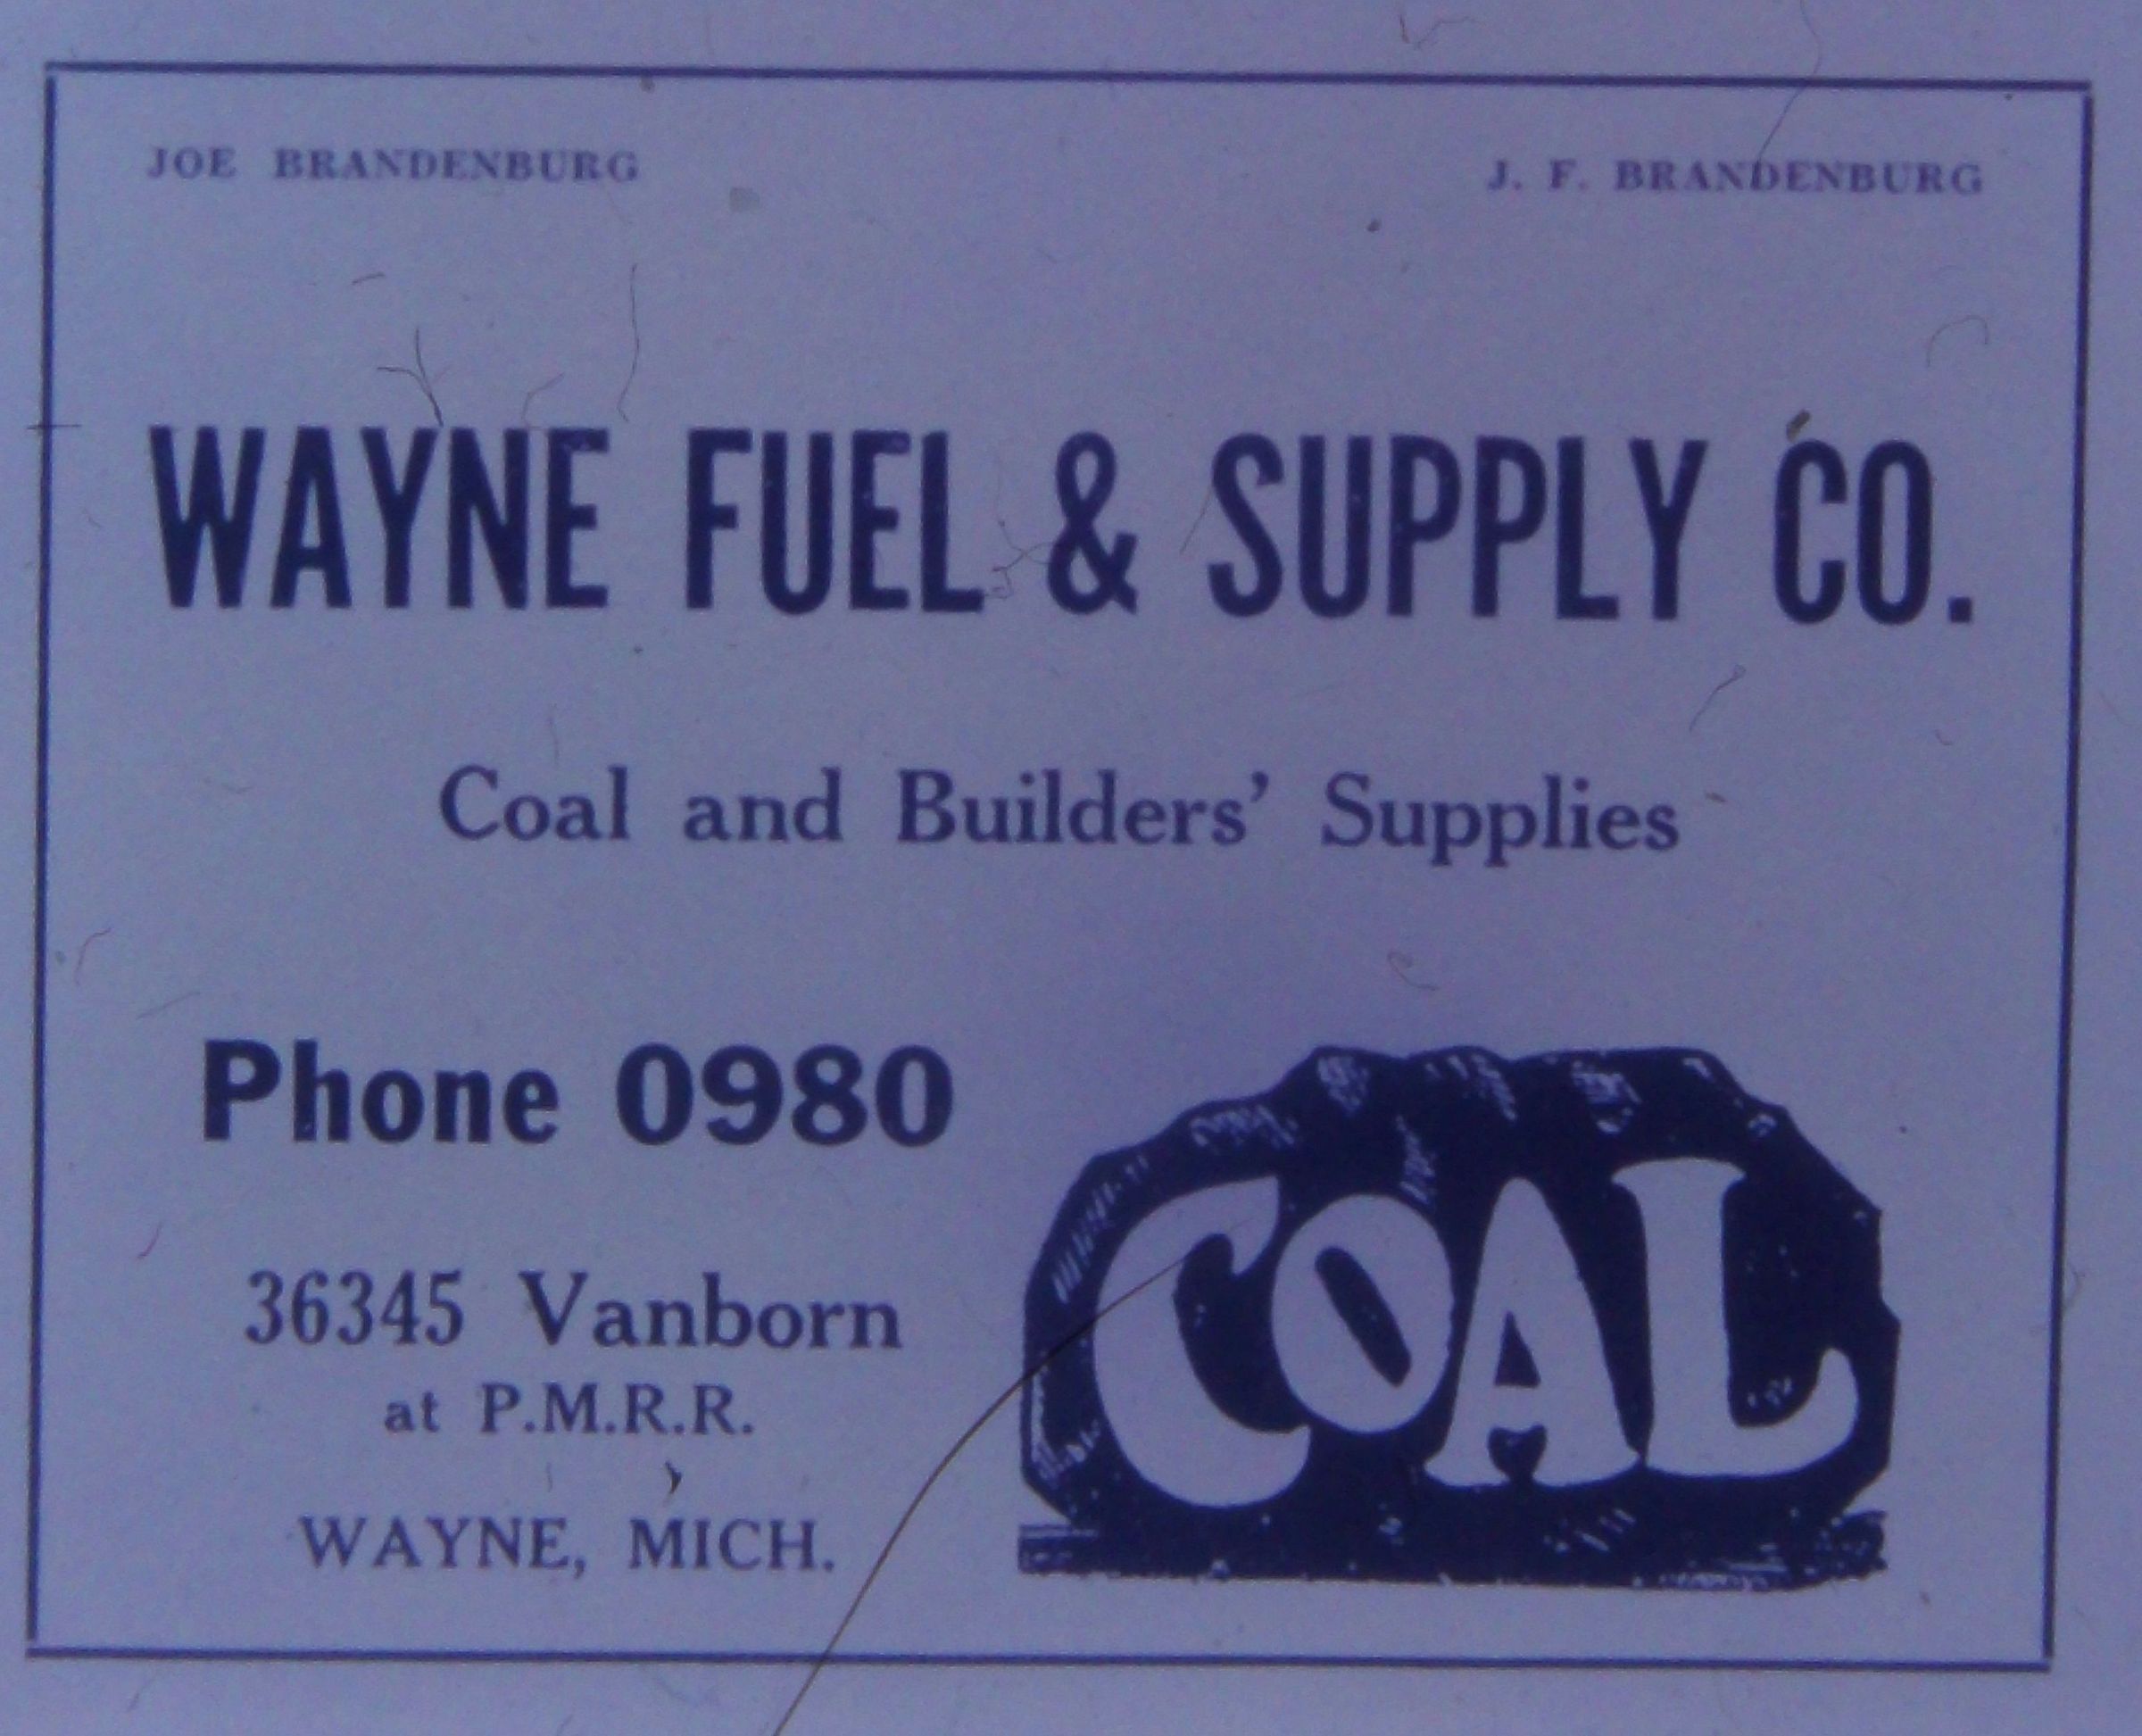 JOE BRANDENBURG J. F. BRANDENBURG
WAYNE FUEL & SUPPLY CO.
Coal and Builders' Supplies
Phone 0980
36345 Vanborn
at P.M.R.R.
WAYNE, MICH.
COAL